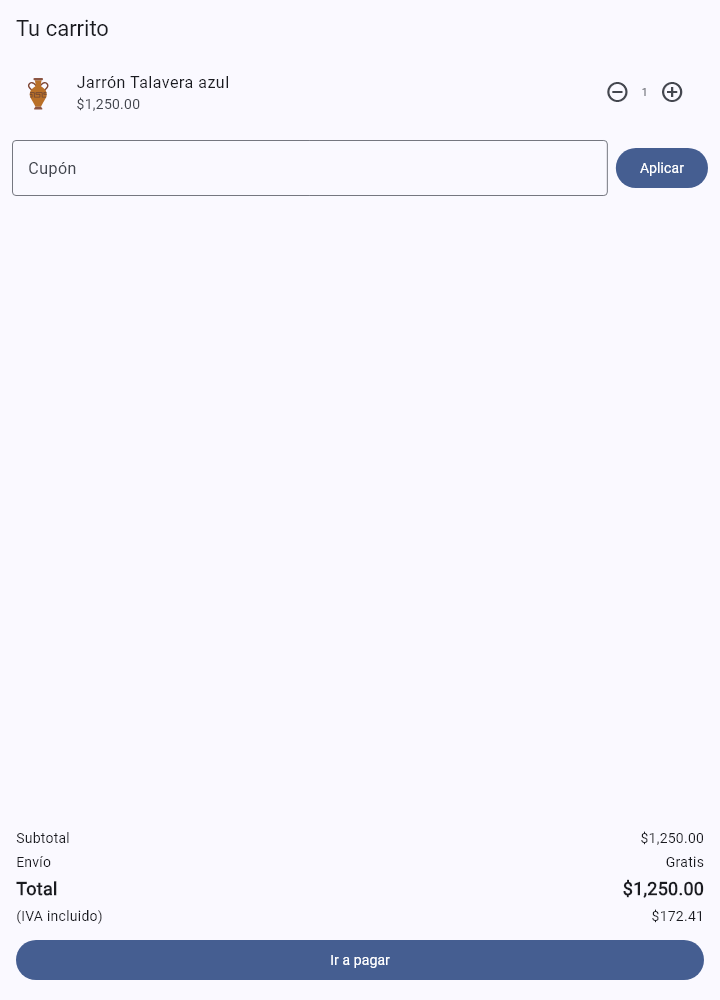 Tu carrito
Jarrón Talavera azul
$1,250.00
1
Cupón
Aplicar
Subtotal $1,250.00
Envío Gratis
Total $1,250.00
(IVA incluido) $172.41
Ir a pagar